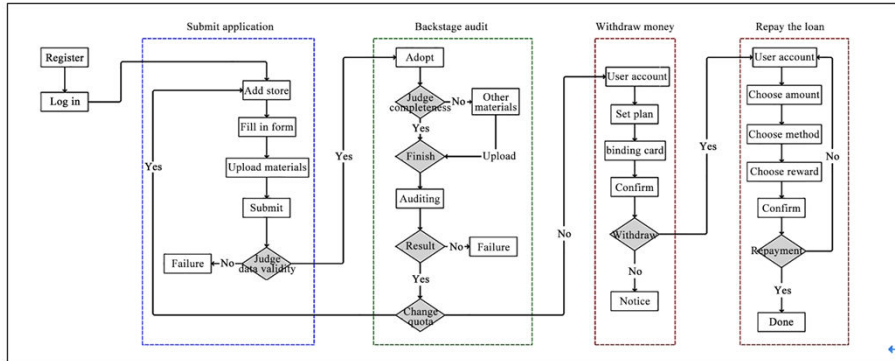 Submit application
Backstage audit
Withdraw money
Repay the loan
Register
Log in
Add store
Fill in form
Upload materials
Submit
Judge
data validity
No
Failure
Yes
Yes
Adopt
Judge
completeness
No
Other
materials
Yes
Upload
Finish
Auditing
Result
No
Failure
Yes
Change
quota
No
User account
Set plan
binding card
Confirm
Withdraw
No
Notice
Yes
User account
Choose amount
Choose method
Choose reward
Confirm
Repayment
No
Yes
Done